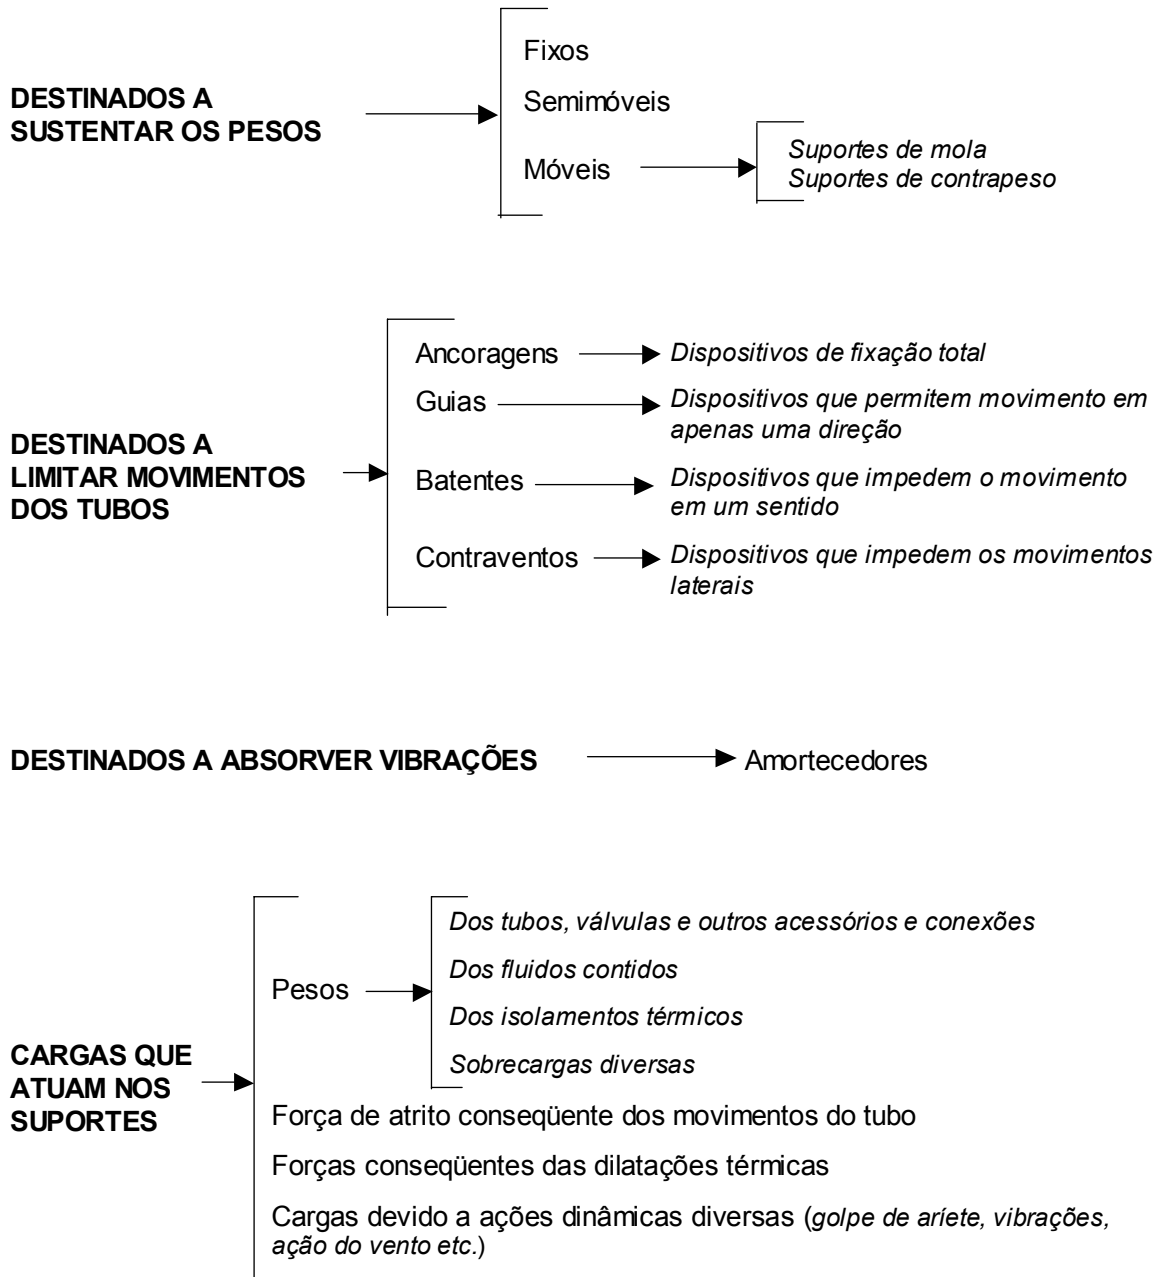 DESTINADOS A
SUSTENTAR OS PESOS
Fixos
Semimóveis
Móveis
Suportes de mola
Suportes de contrapeso
DESTINADOS A
LIMITAR MOVIMENTOS
DOS TUBOS
Ancoragens
Dispositivos de fixação total
Guias
Dispositivos que permitem movimento em
apenas uma direção
Batentes
Dispositivos que impedem o movimento
em um sentido
Contraventos
Dispositivos que impedem os movimentos
laterais
DESTINADOS A ABSORVER VIBRAÇÕES
Amortecedores
CARGAS QUE
ATUAM NOS
SUPORTES
Pesos
Dos tubos, válvulas e outros acessórios e conexões
Dos fluidos contidos
Dos isolamentos térmicos
Sobrecargas diversas
Força de atrito conseqüente dos movimentos do tubo
Forças conseqüentes das dilatações térmicas
Cargas devido a ações dinâmicas diversas (golpe de aríete, vibrações,
ação do vento etc.)